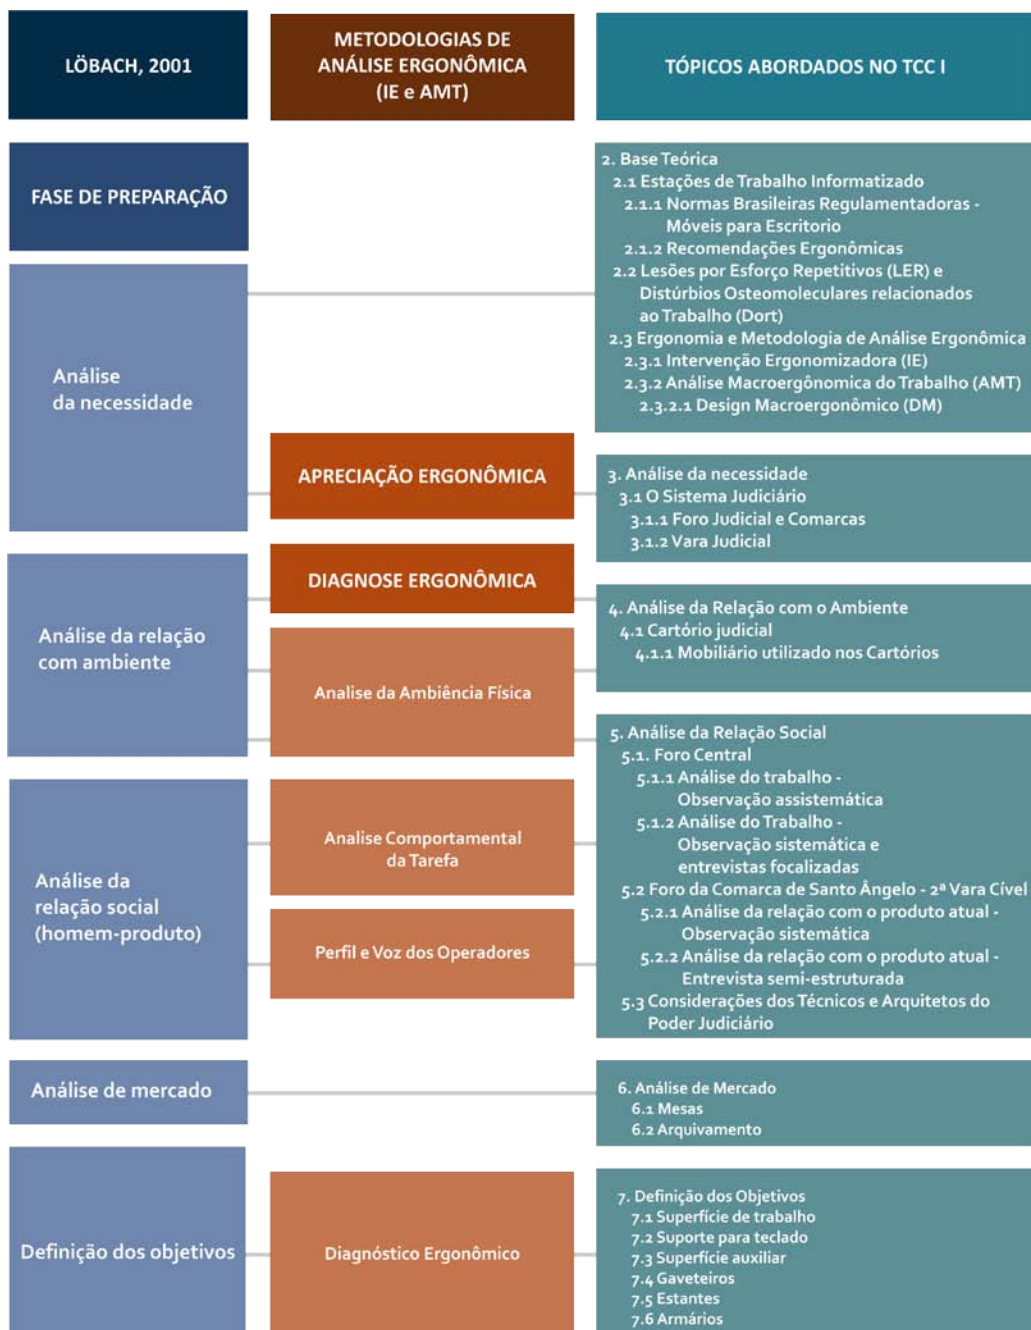 LÖBACH, 2001
METODOLOGIAS DE
ANÁLISE ERGONÔMICA
(IE e AMT)
TÓPICOS ABORDADOS NO TCC I
FASE DE PREPARAÇÃO
2. Base Teórica
2.1 Estações de Trabalho Informatizado
2.1.1 Normas Brasileiras Regulamentadoras -
Móveis para Escritorio
2.1.2 Recomendações Ergonômicas
2.2 Lesões por Esforço Repetitivos (LER) e
Distúrbios Osteomoleculares relacionados
ao Trabalho (Dort)
2.3 Ergonomia e Metodologia de Análise Ergonômica
2.3.1 Intervenção Ergonomizadora (IE)
2.3.2 Análise Macroergônomica do Trabalho (AMT)
2.3.2.1 Design Macroergonômico (DM)
Análise
da necessidade
APRECIAÇÃO ERGONÔMICA
3. Análise da necessidade
3.1 O Sistema Judiciário
3.1.1 Foro Judicial e Comarcas
3.1.2 Vara Judicial
DIAGNOSE ERGONÔMICA
Análise da relação
com ambiente
Analise da Ambiência Física
4. Análise da Relação com o Ambiente
4.1 Cartório judicial
4.1.1 Mobiliário utilizado nos Cartórios
Análise da
relação social
(homem-produto)
Analise Comportamental
da Tarefa
Perfil e Voz dos Operadores
5. Análise da Relação Social
5.1. Foro Central
5.1.1 Análise do trabalho -
Observação assistemática
5.1.2 Análise do Trabalho -
Observação sistemática e
entrevistas focalizadas
5.2 Foro da Comarca de Santo Ângelo - 2ª Vara Cível
5.2.1 Análise da relação com o produto atual -
Observação sistemática
5.2.2 Análise da relação com o produto atual -
Entrevista semi-estruturada
5.3 Considerações dos Técnicos e Arquitetos do
Poder Judiciário
Análise de mercado
6. Análise de Mercado
6.1 Mesas
6.2 Arquivamento
Definição dos objetivos
Diagnóstico Ergonômico
7. Definição dos Objetivos
7.1 Superfície de trabalho
7.2 Suporte para teclado
7.3 Superfície auxiliar
7.4 Gaveteiros
7.5 Estantes
7.6 Armários